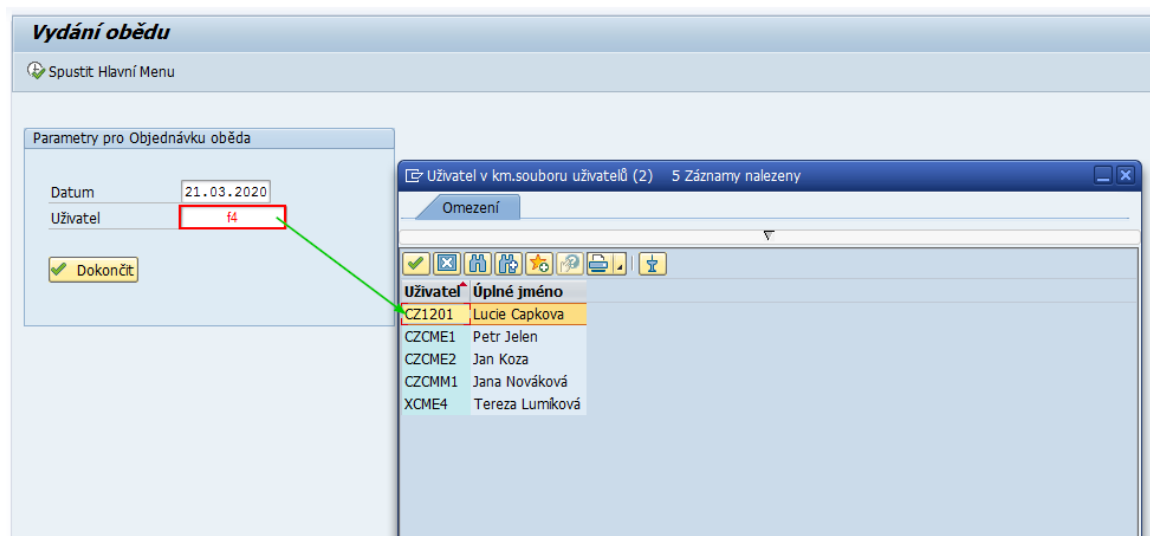 Vydání obědu
Spustit Hlavní Menu
Parametry pro Objednávku oběda
Datum 21.03.2020
Uživatel f4
Dokončit
Uživatel v km.souboru uživatelů (2) 5 Záznamy nalezeny
Omezení
Uživatel Úplné jméno
CZ1201 Lucie Capkova
CZCME1 Petr Jelen
CZCME2 Jan Koza
CZCMM1 Jana Nováková
XCME4 Tereza Lumíková